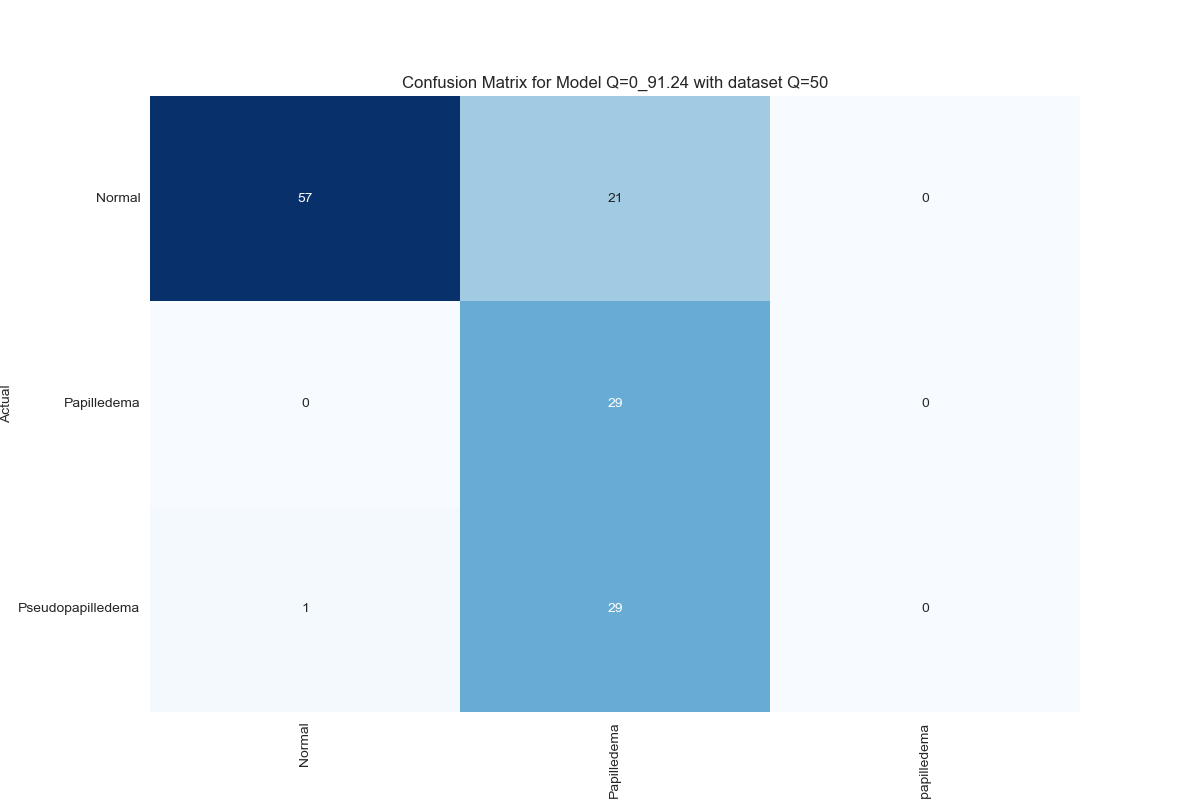 Confusion Matrix for Model Q=0_91.24 with dataset Q=50
Normal 57 21 0
Actual
Papilledema 0 29 0
Pseudopapilledema 1 29 0
Normal
Papilledema
papilledema